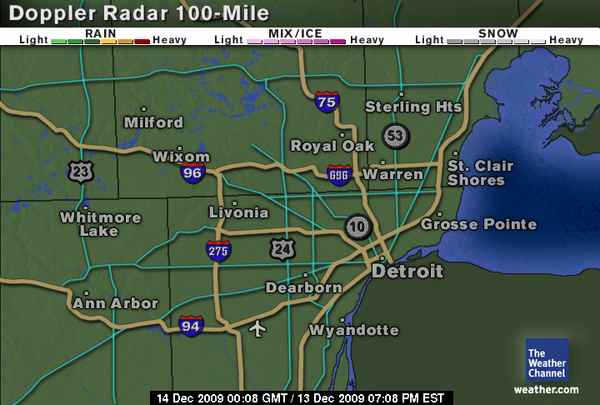 Doppler Radar 100-Mile
RAIN MIX/ICE SNOW
Light Heavy Light Heavy Light Heavy
75
Sterling Hts
Milford
53
Royal Oak
Wixom
23
96
696
Warren
St. Clair
Shores
Whitmore
Lake
Livonia
10
Grosse Pointe
275
24
Detroit
Dearborn
Ann Arbor
94
Wyandotte
The
Weather
Channel
weather.com
14 Dec 2009 00:08 GMT / 13 Dec 2009 07:08 PM EST